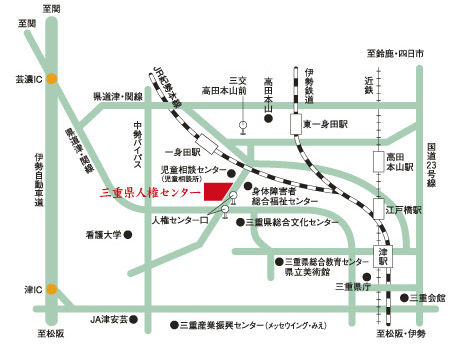 至関
至関
芸濃IC
県道津・関線
県道津・関線
伊勢自動車道
中勢バイパス
JR紀勢本線
三交
高田本山前
高田本山
伊勢鉄道
近鉄
至鈴鹿・四日市
東一身田駅
一身田駅
高田
本山駅
国道23号線
児童相談センター
(児童相談所)
三重県人権センター
身体障害者
総合福祉センター
江戸橋駅
人権センター
三重県総合文化センター
看護大学
津駅
三重県総合教育センター
県立美術館
三重県庁
津IC
三重会館
JA津安芸
三重産業振興センター(メッセウイング・みえ)
至松阪
至松阪・伊勢